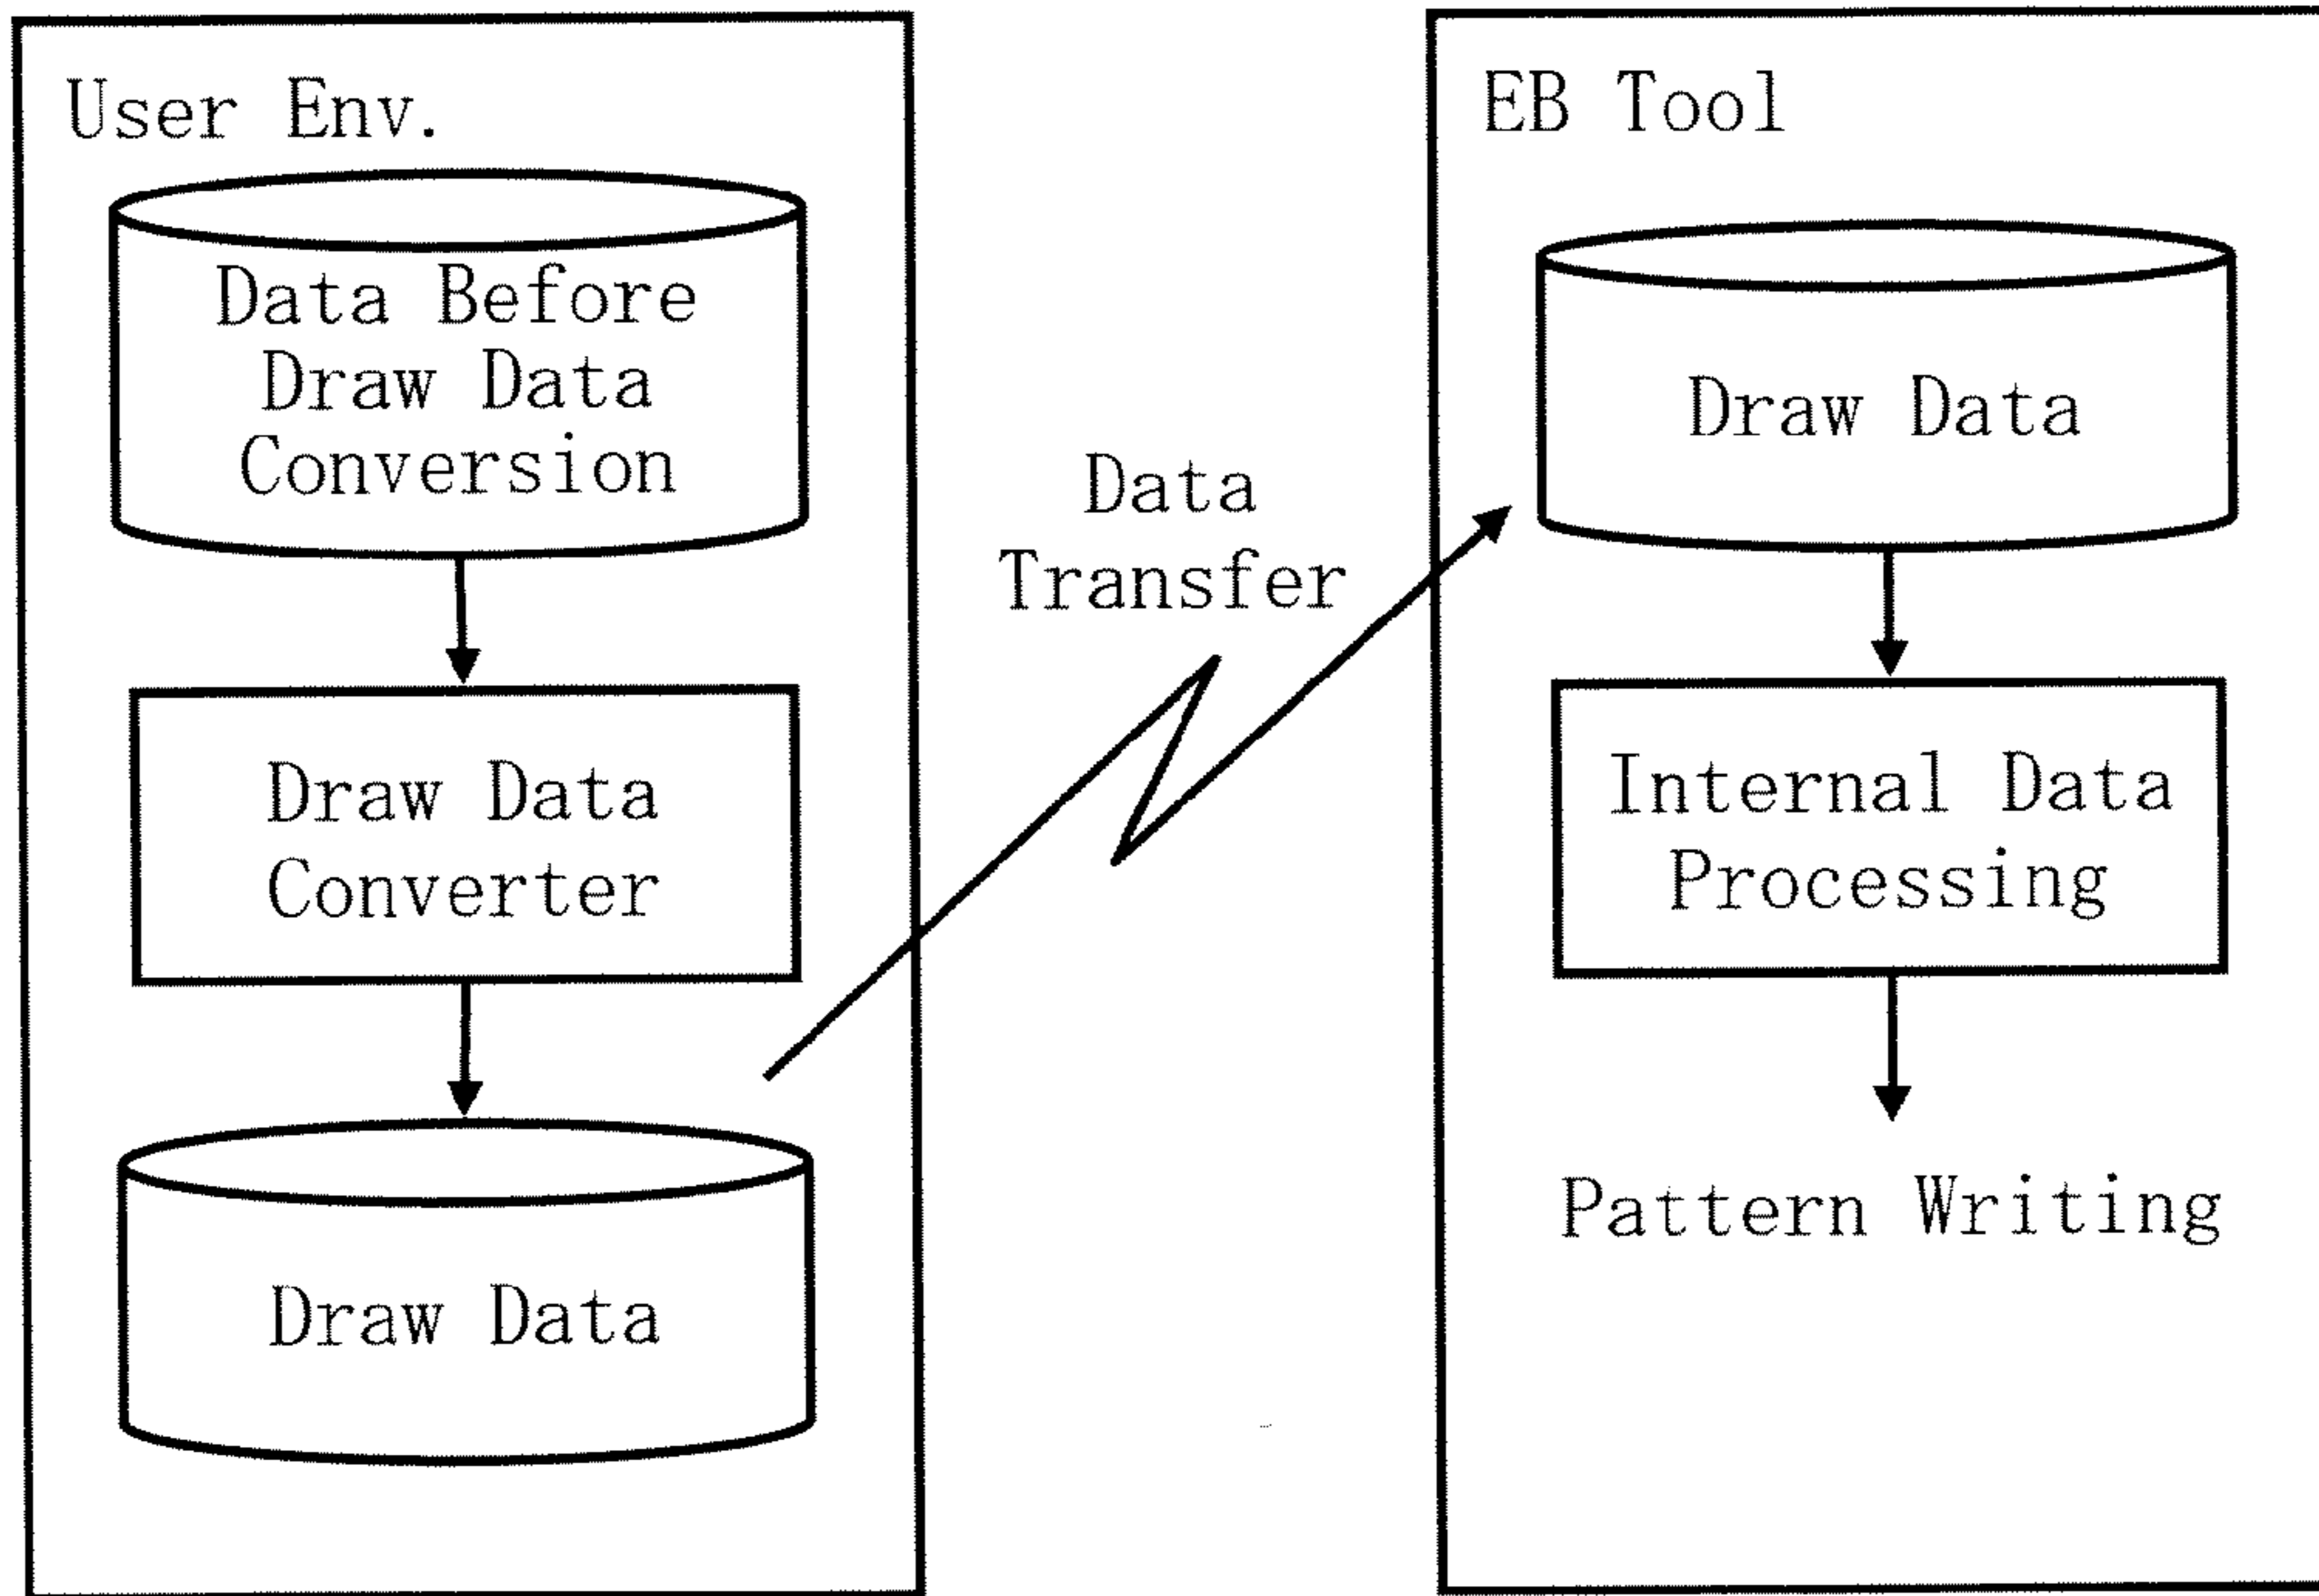 User Env.
Data Before
Draw Data
Conversion
Draw Data
Converter
Draw Data
Data
Transfer
EB Tool
Draw Data
Internal Data
Processing
Pattern Writing